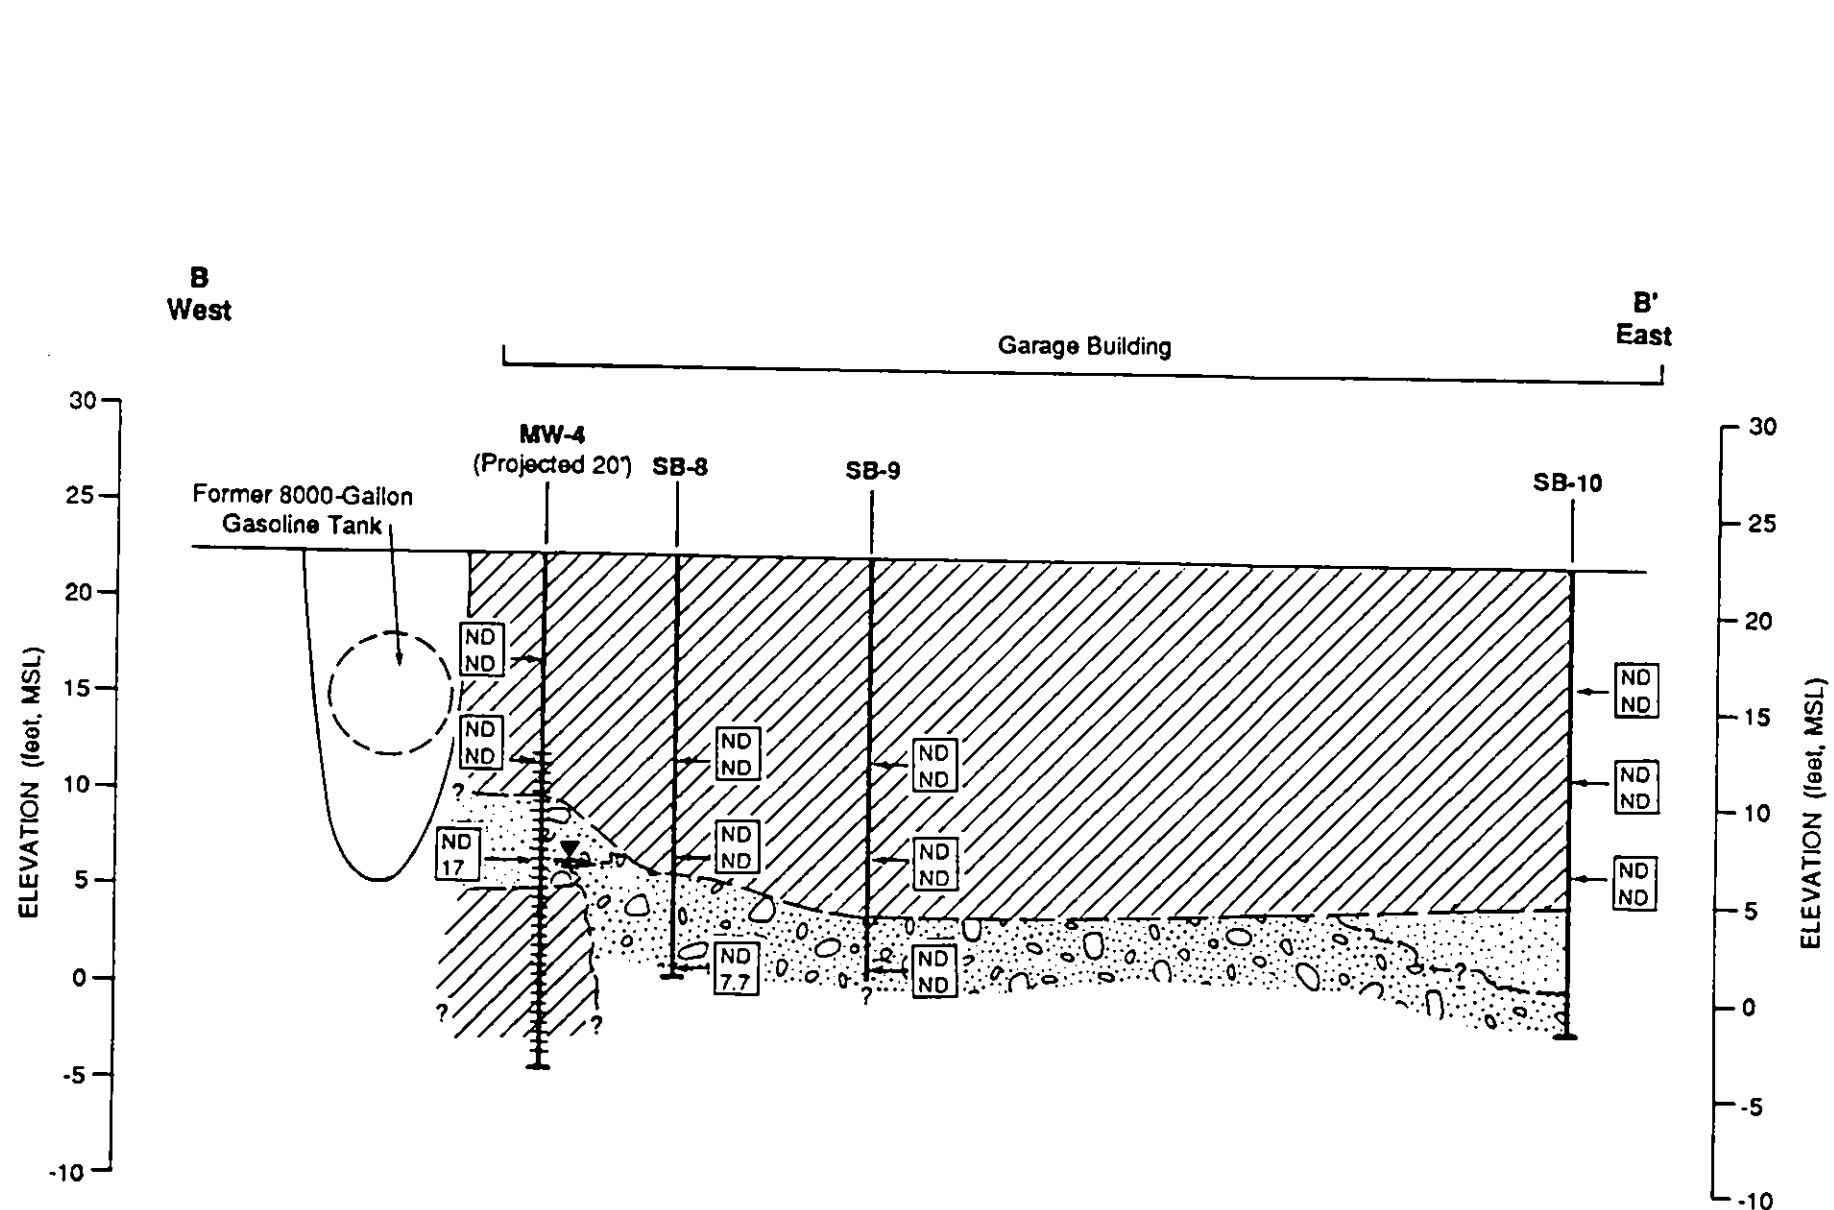 B
West
B'
East
Garage Building
MW-4
(Projected 20')
SB-8
SB-9
SB-10
Former 8000-Gallon
Gasoline Tank
ELEVATION (feet, MSL)
30
25
20
15
10
5
0
-5
-10
ND
ND
ND
ND
ND
17
ND
ND
ND
ND
ND
7.7
ND
ND
ND
ND
ND
ND
ND
ND
ND
ND
ND
ND
?
?
?
?
?
30
25
20
15
10
5
0
-5
-10
ELEVATION (feet, MSL)